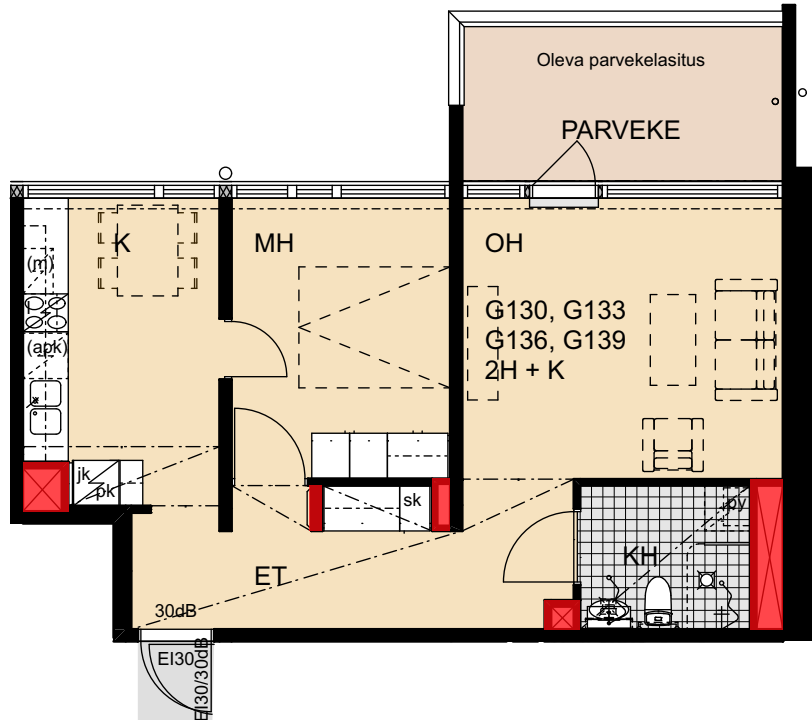 Oleva parvekelasitus
PARVEKE
K
MH
OH
(m)
G130, G133
G136, G139
2H + K
(apk)
jk
pk
sk
py
KH
ET
30dB
EI30
EI30/30dB